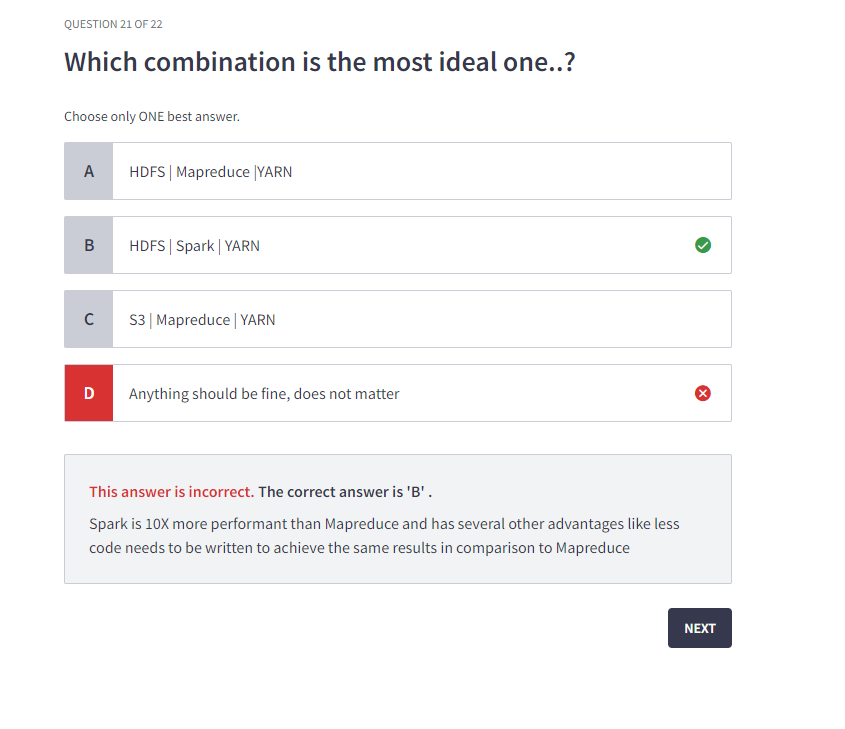 QUESTION 21 OF 22
Which combination is the most ideal one..?
Choose only ONE best answer.
A
HDFS | Mapreduce |YARN
B
HDFS | Spark | YARN
C
S3 | Mapreduce | YARN
D
Anything should be fine, does not matter
This answer is incorrect. The correct answer is 'B' .
Spark is 10X more performant than Mapreduce and has several other advantages like less
code needs to be written to achieve the same results in comparison to Mapreduce
NEXT